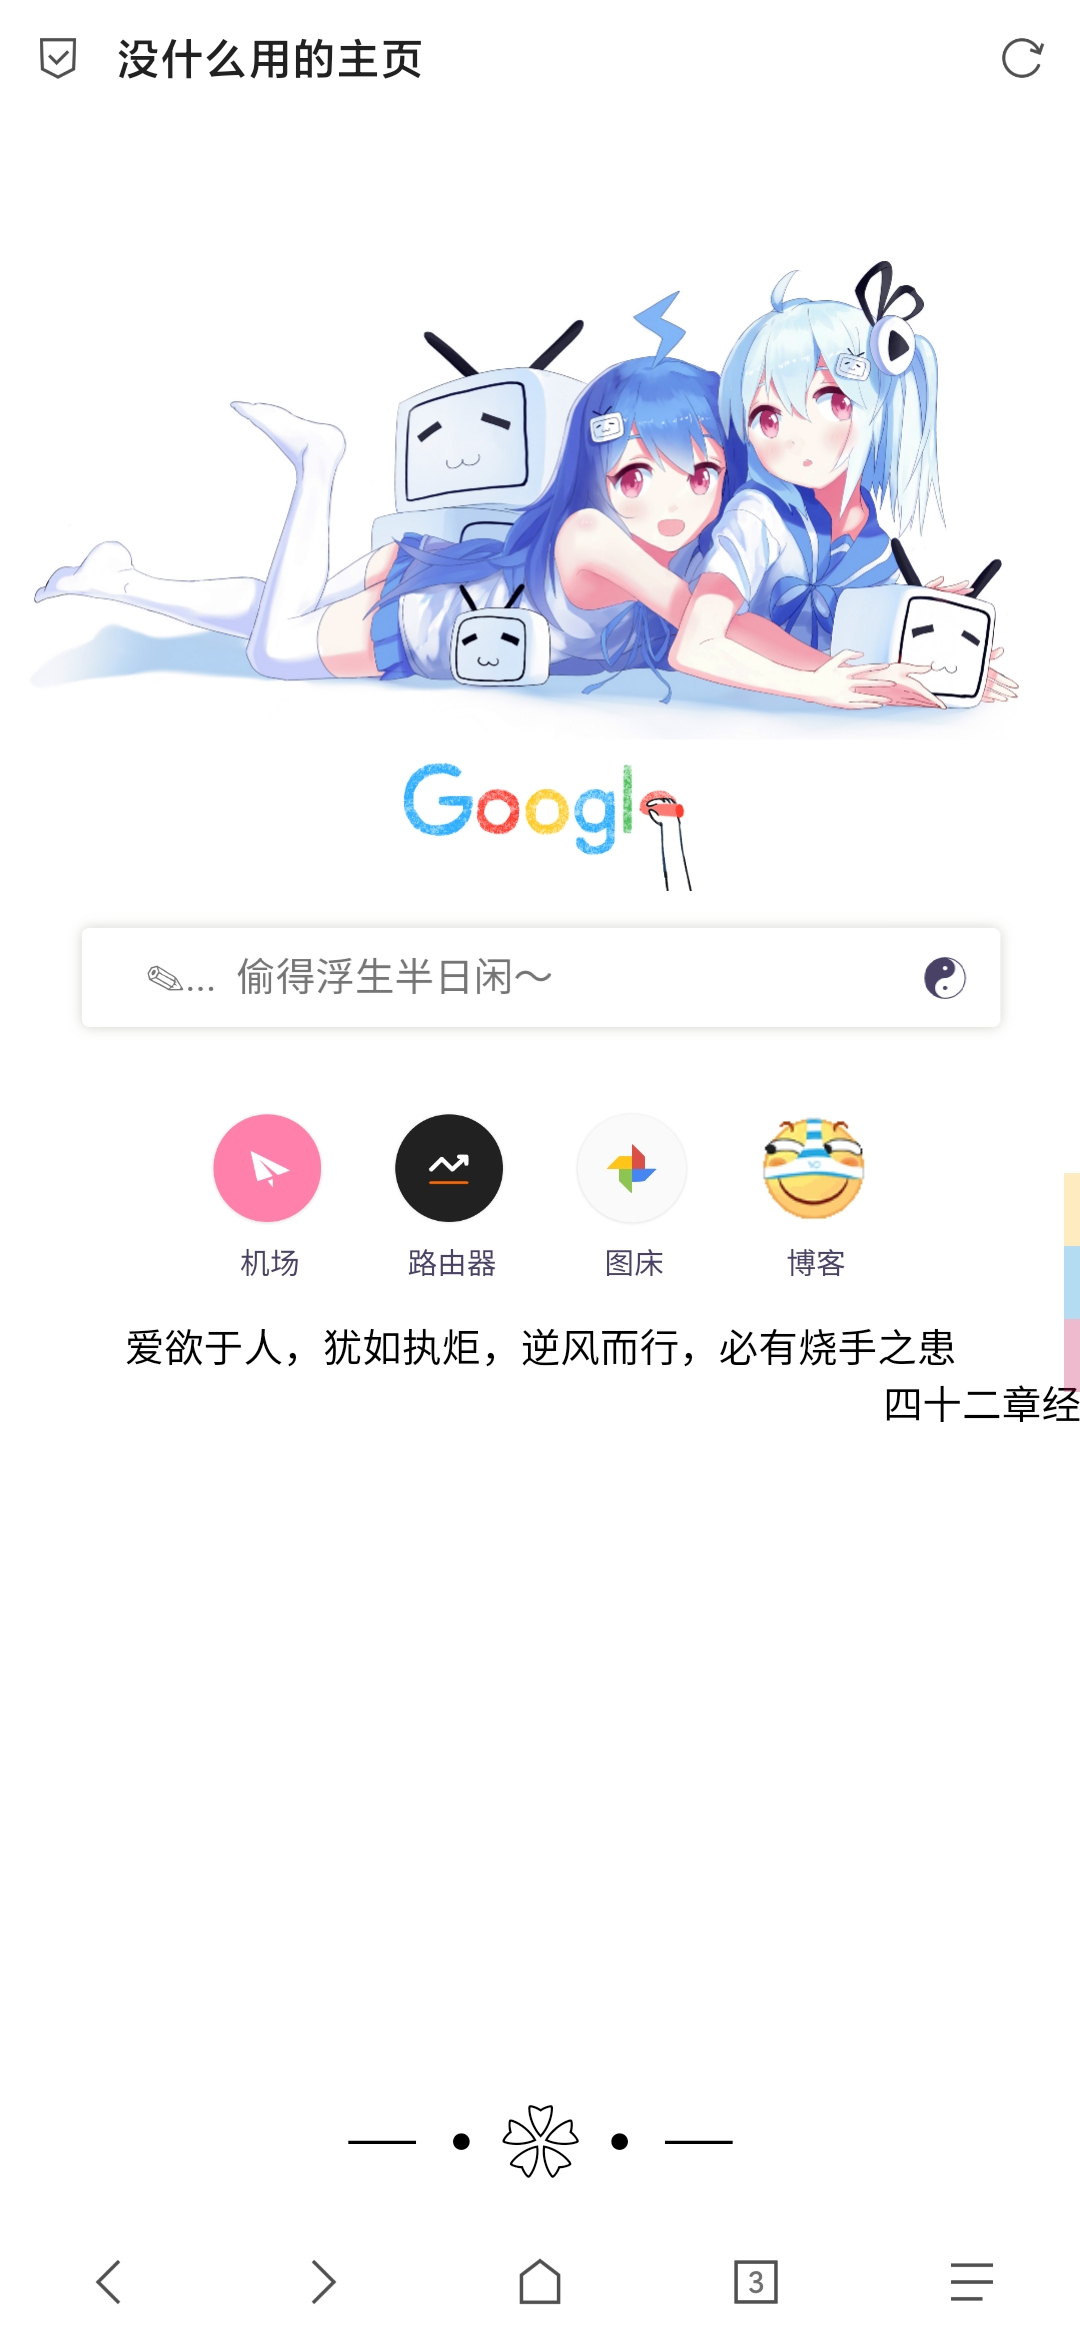 没什么用的主页
Google
✎... 偷得浮生半日闲～
机场
路由器
图床
博客
爱欲于人，犹如执炬，逆风而行，必有烧手之患
四十二章经
3